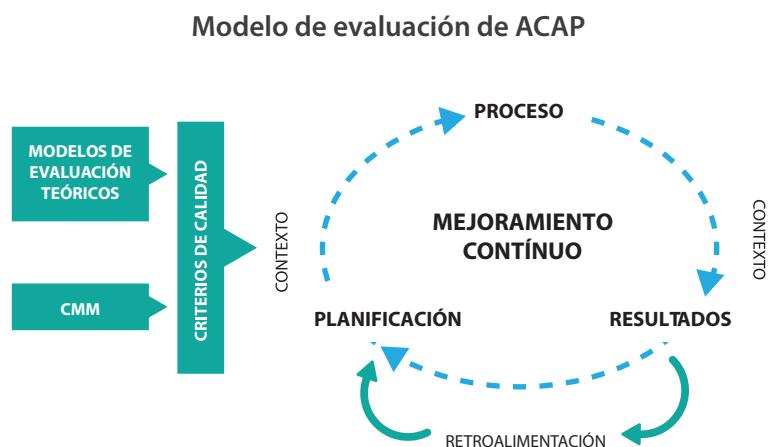 Modelo de evaluación de ACAP
PROCESO
MODELOS DE
EVALUACIÓN
TEÓRICOS
CRITERIOS DE CALIDAD
CONTEXTO
MEJORAMIENTO
CONTÍNUO
CONTEXTO
CMM
PLANIFICACIÓN
RESULTADOS
RETROALIMENTACIÓN